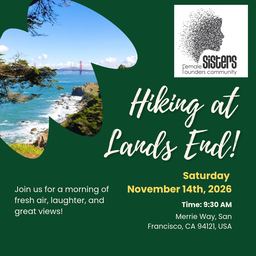 Sisters
Female Founders community
Hiking at
Lands End!
Saturday
November 14th, 2026
Time: 9:30 AM
Merrie Way, San
Francisco, CA 94121, USA
Join us for a morning of
fresh air, laughter, and
great views!